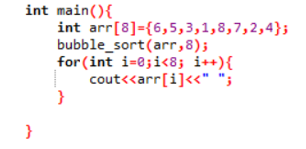 int main(){
int arr[8]={6,5,3,1,8,7,2,4};
bubble_sort(arr,8);
for(int i=0;i<8; i++){
cout<<arr[i]<<" ";
}
}